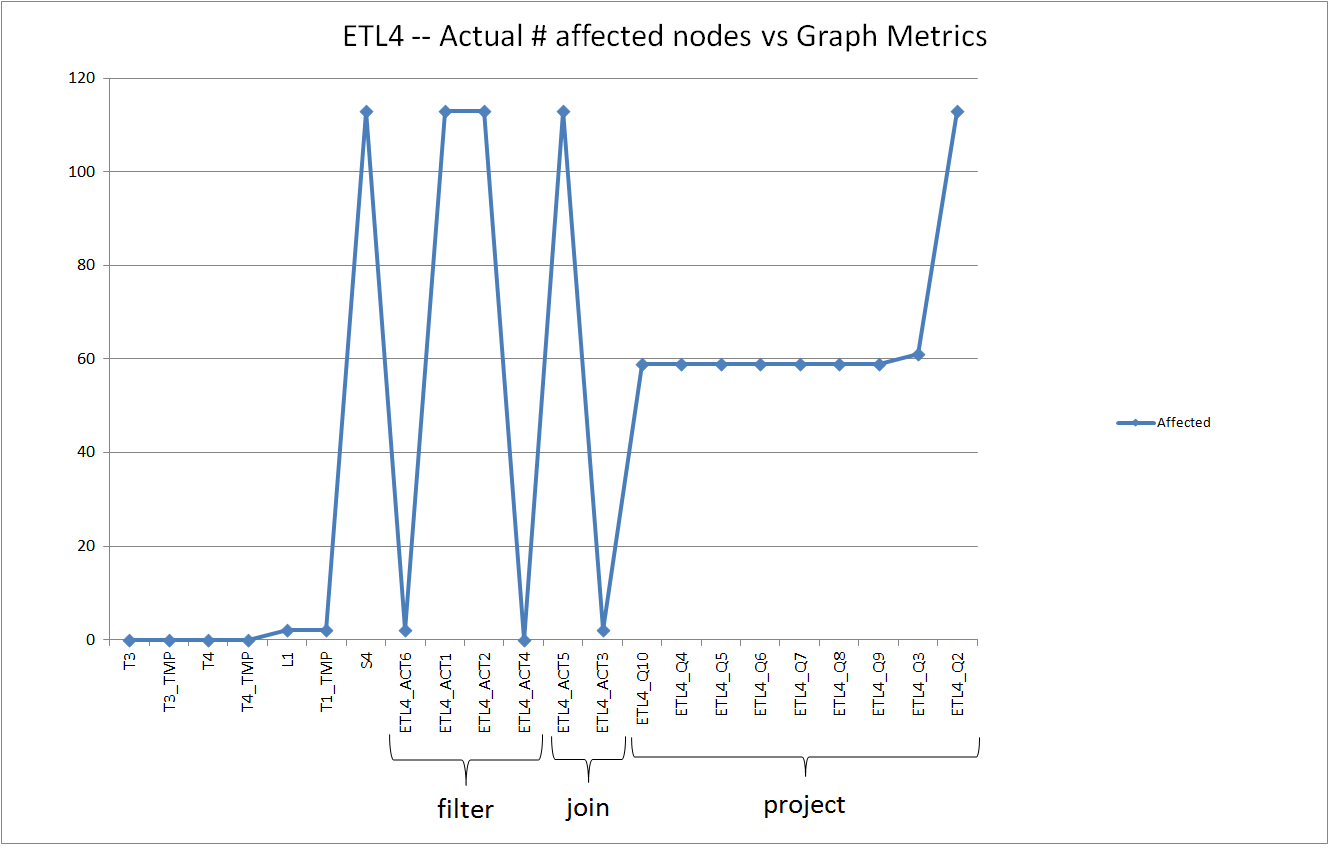 ETL4 -- Actual # affected nodes vs Graph Metrics
120
100
80
60
40
20
0
T3
T3_TMP
T4
T4_TMP
L1
T1_TMP
S4
ETL4_ACT6
ETL4_ACT1
ETL4_ACT2
ETL4_ACT4
ETL4_ACT5
ETL4_ACT3
ETL4_Q10
ETL4_Q4
ETL4_Q5
ETL4_Q6
ETL4_Q7
ETL4_Q8
ETL4_Q9
ETL4_Q3
ETL4_Q2
Affected
filter
join
project